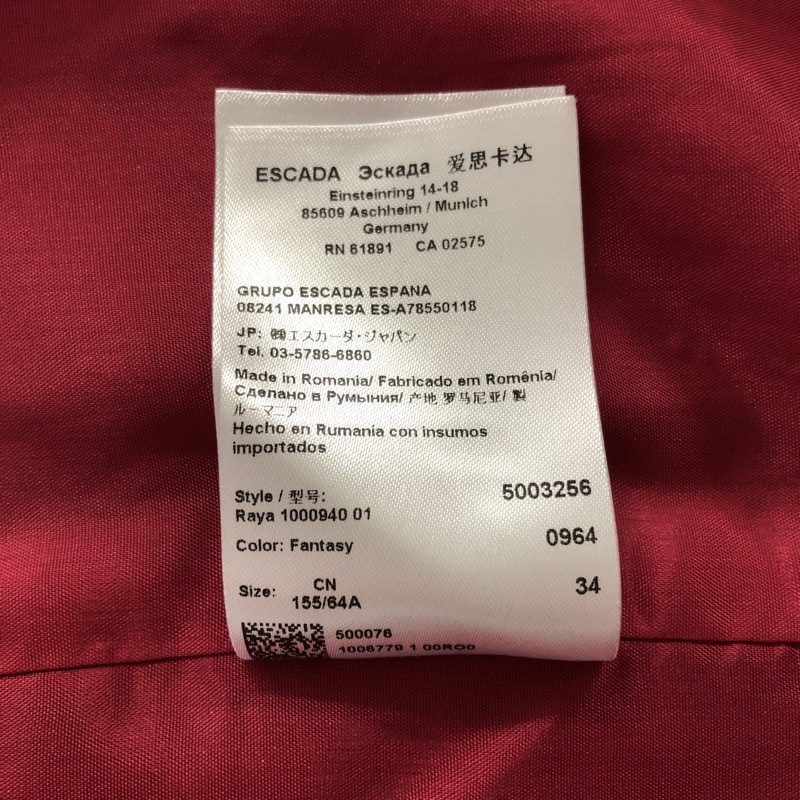 ESCADA Эскада 爱思卡达
Einsteinring 14-18
85609 Aschheim / Munich
Germany
RN 61891 CA 02575
GRUPO ESCADA ESPANA
08241 MANRESA ES-A78550118
JP: ㈱エスカーダ・ジャパン
Tel. 03-5786-6860
Made in Romania/ Fabricado em Romênia/
Сделано в Румыния/ 产地 罗马尼亚/ 製
ルーマニア
Hecho en Rumania con insumos
importados
Style / 型号: 5003256
Raya 1000940 01
Color: Fantasy 0964
Size: CN 34
155/64A
500076
1006779 1 00RO0